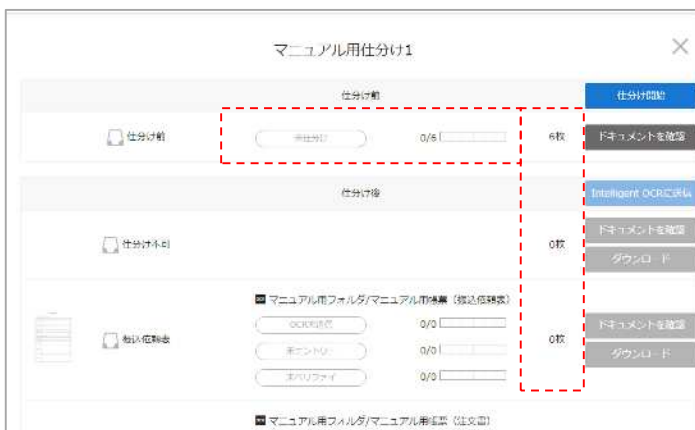 マニュアル用仕分け1
仕分け前
仕分け開始
仕分け前
未仕分け
0/6
6枚
ドキュメントを確認
仕分け後
Intelligent OCRに送信
仕分け不可
0枚
ドキュメントを確認
ダウンロード
マニュアル用フォルダ/マニュアル用帳票（振込依頼表）
振込依頼表
OCR未送信
0/0
未エントリー
0/0
未ベリファイ
0/0
0枚
ドキュメントを確認
ダウンロード
マニュアル用フォルダ/マニュアル用帳票（注文書）